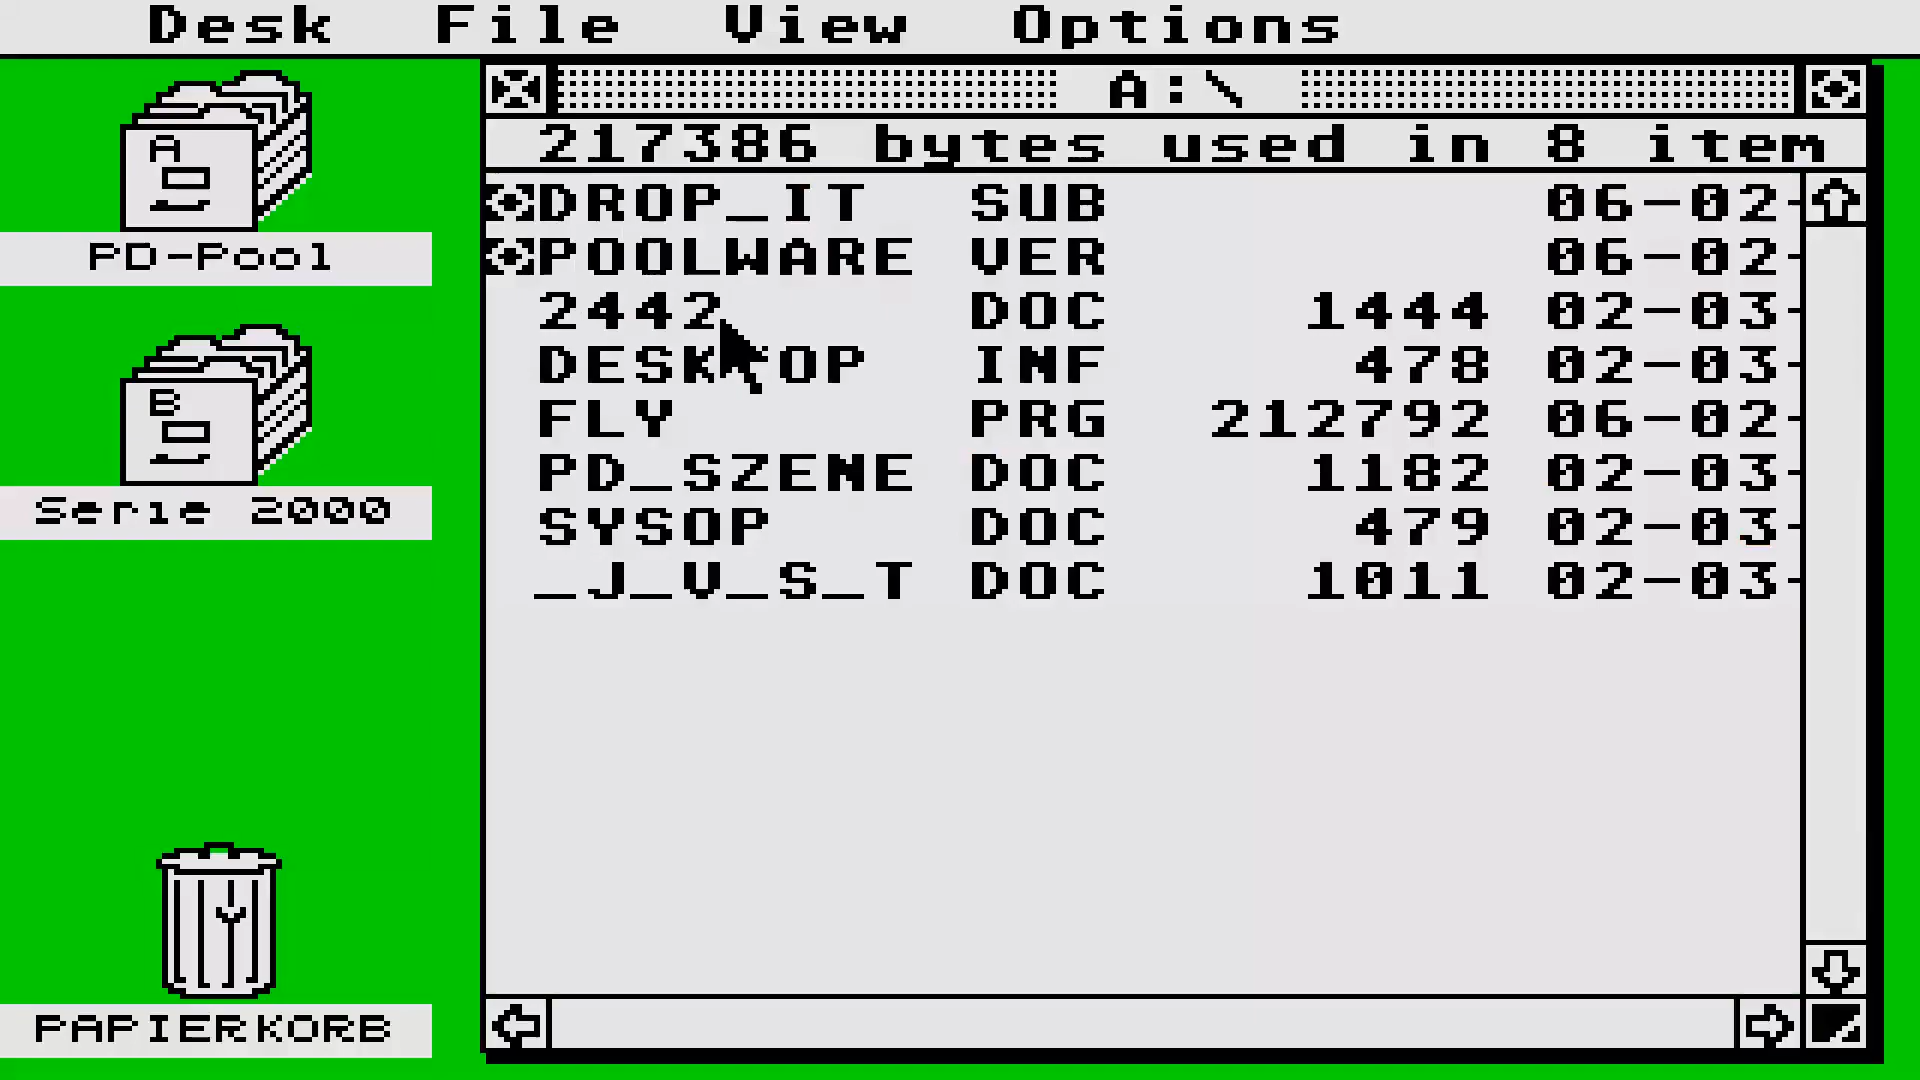 Desk File View Options
A
PD-Pool
B
Serie 2000
PAPIERKORB
A:\
217386 bytes used in 8 item
DROP_IT SUB 06-02-
POOLWARE VER 06-02-
2442 DOC 1444 02-03-
DESKTOP INF 478 02-03-
FLY PRG 212792 06-02-
PD_SZENE DOC 1182 02-03-
SYSOP DOC 479 02-03-
_J_V_S_T DOC 1011 02-03-